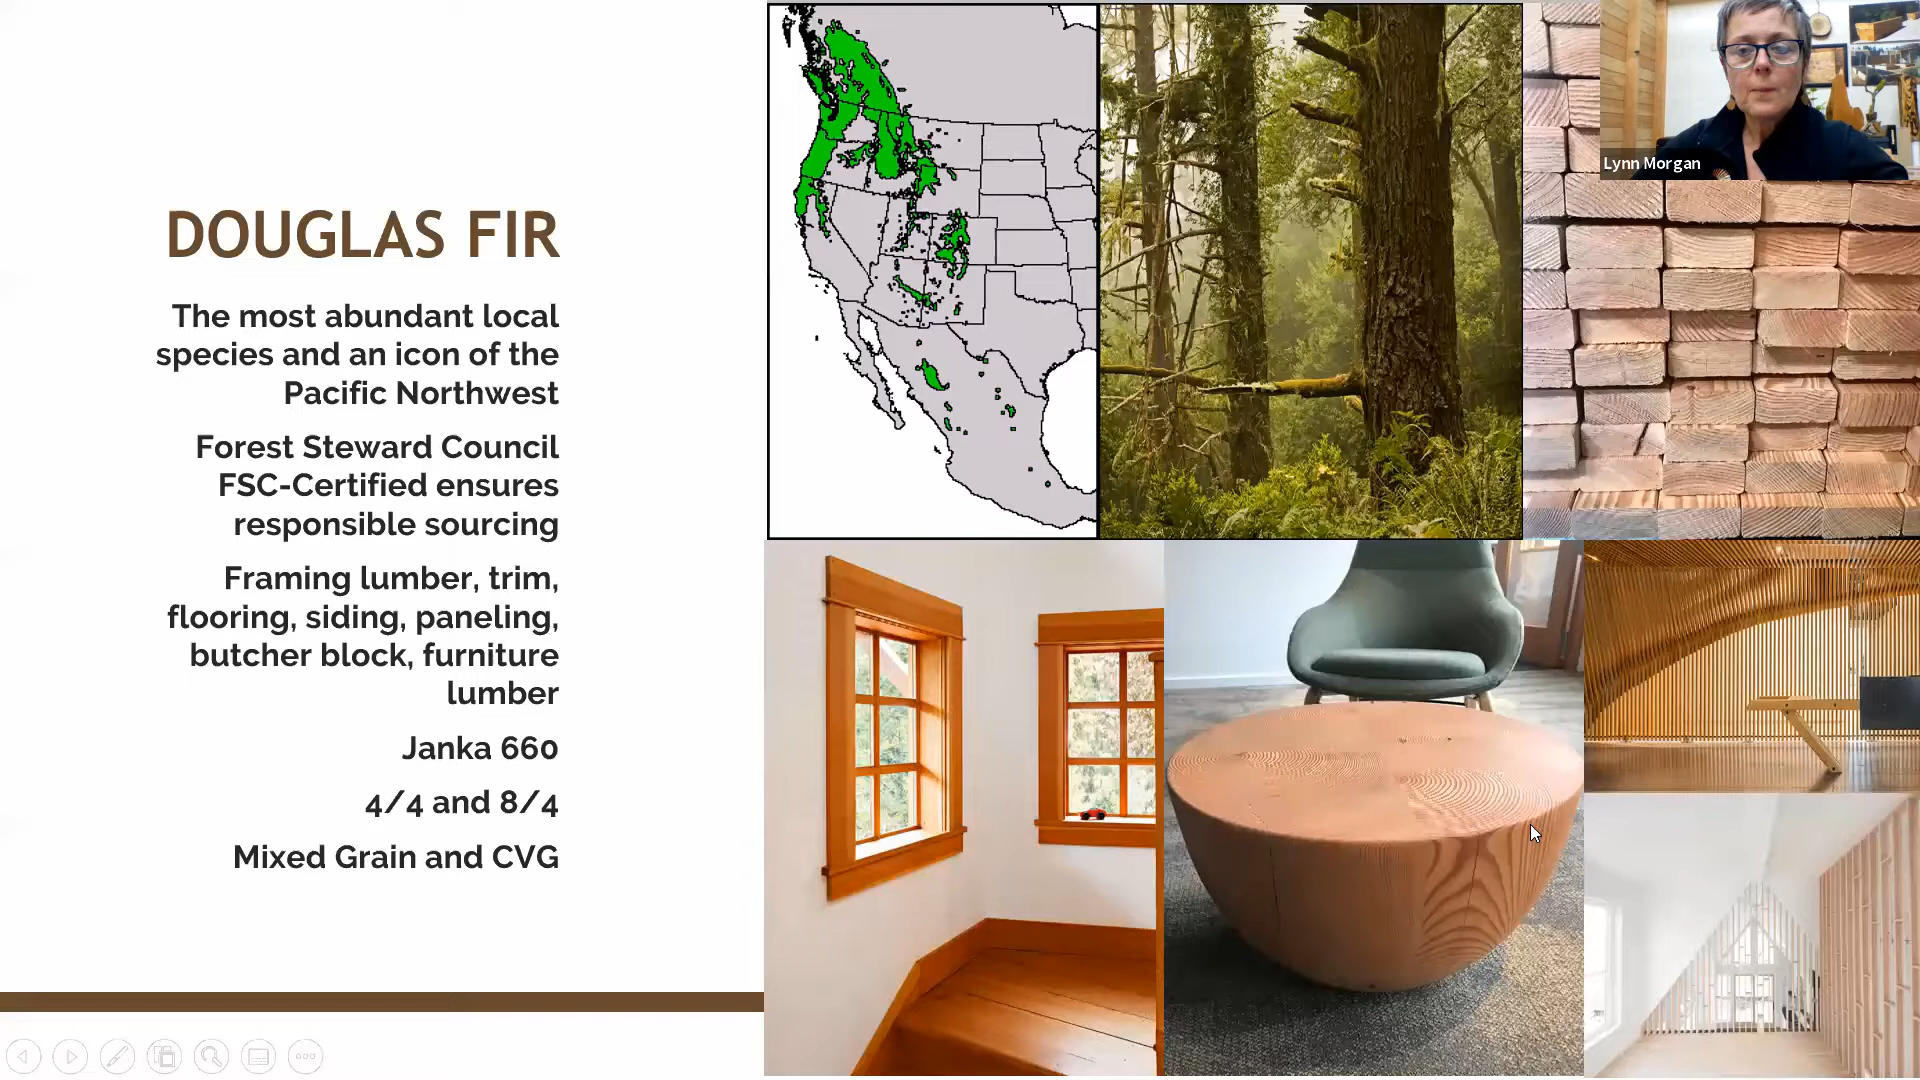 DOUGLAS FIR
The most abundant local
species and an icon of the
Pacific Northwest
Forest Steward Council
FSC-Certified ensures
responsible sourcing
Framing lumber, trim,
flooring, siding, paneling,
butcher block, furniture
lumber
Janka 660
4/4 and 8/4
Mixed Grain and CVG
Lynn Morgan